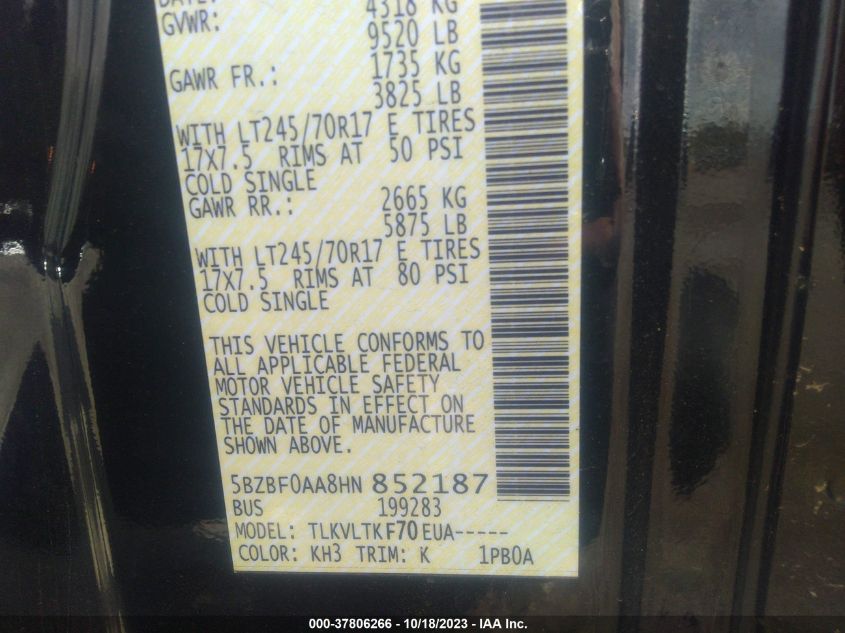 GVWR: 4318 KG
9520 LB
GAWR FR.: 1735 KG
3825 LB
WITH LT245/70R17 E TIRES
17X7.5 RIMS AT 50 PSI
COLD SINGLE
GAWR RR.: 2665 KG
5875 LB
WITH LT245/70R17 E TIRES
17X7.5 RIMS AT 80 PSI
COLD SINGLE
THIS VEHICLE CONFORMS TO
ALL APPLICABLE FEDERAL
MOTOR VEHICLE SAFETY
STANDARDS IN EFFECT ON
THE DATE OF MANUFACTURE
SHOWN ABOVE.
5BZBF0AA8HN 852187
BUS 199283
MODEL: TLKVLTKF70EUA-----
COLOR: KH3 TRIM: K 1PB0A
000-37806266 - 10/18/2023 - IAA Inc.